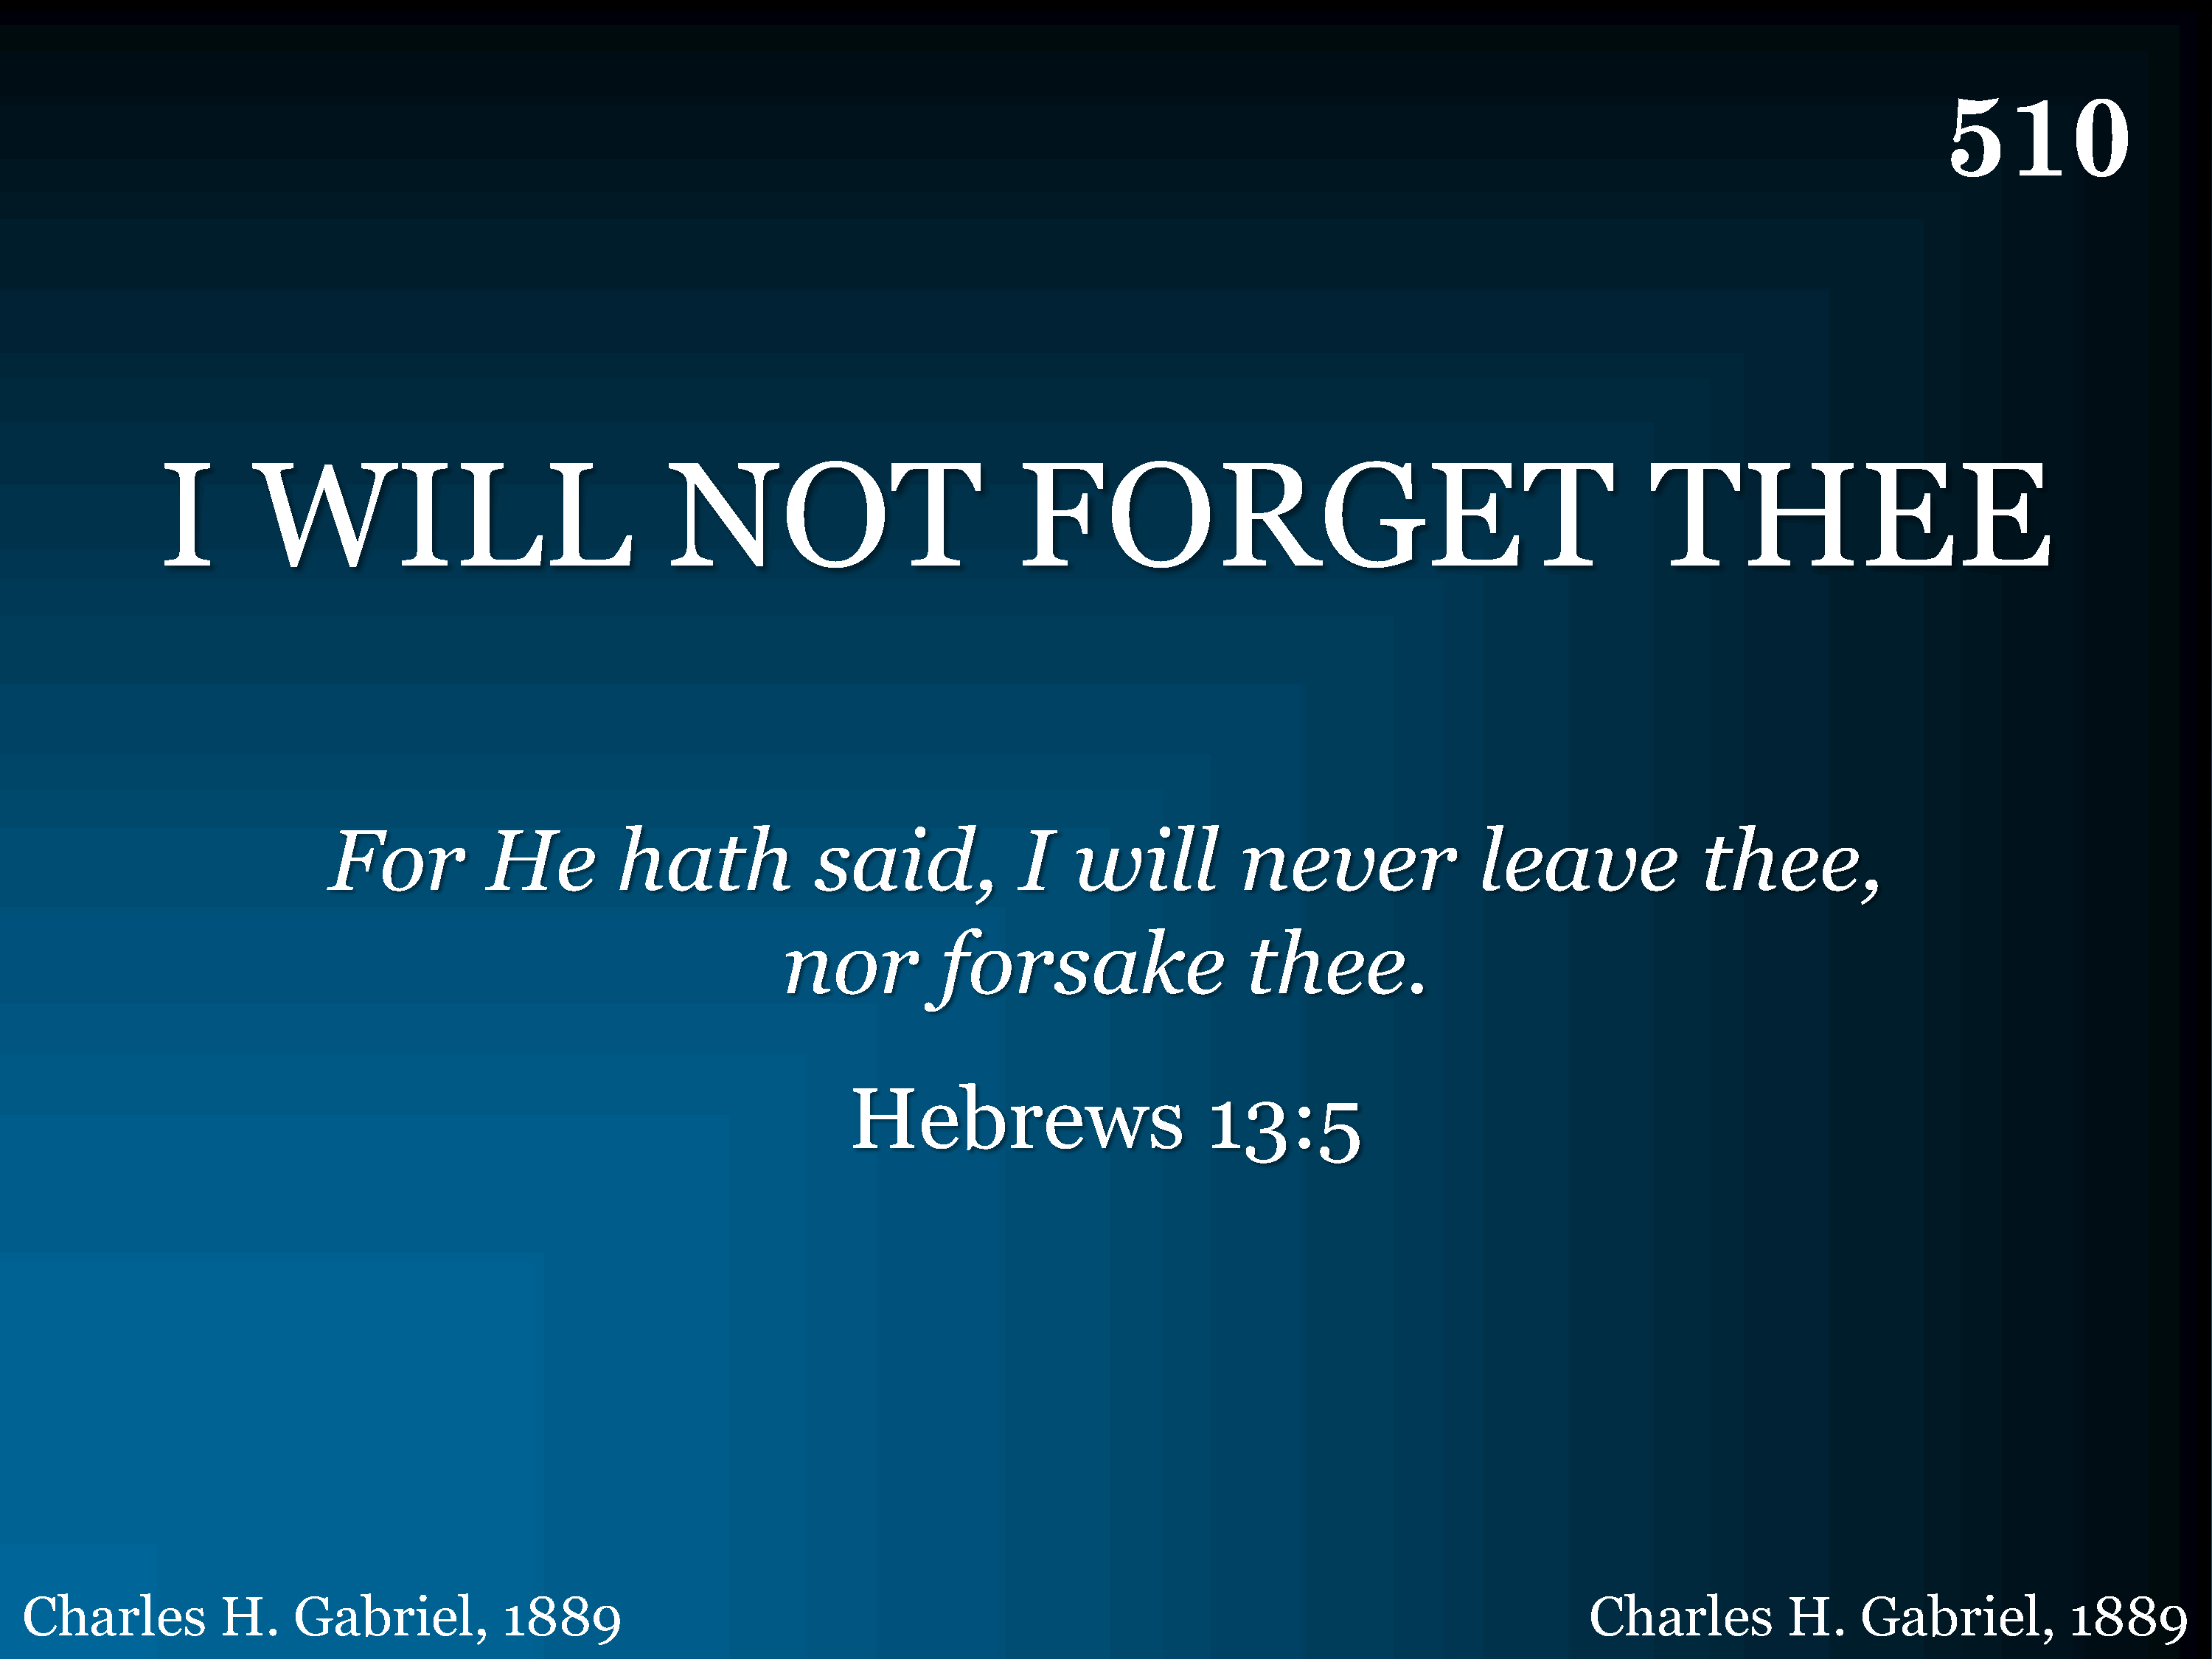 510
I WILL NOT FORGET THEE
For He hath said, I will never leave thee,
nor forsake thee.
Hebrews 13:5
Charles H. Gabriel, 1889
Charles H. Gabriel, 1889